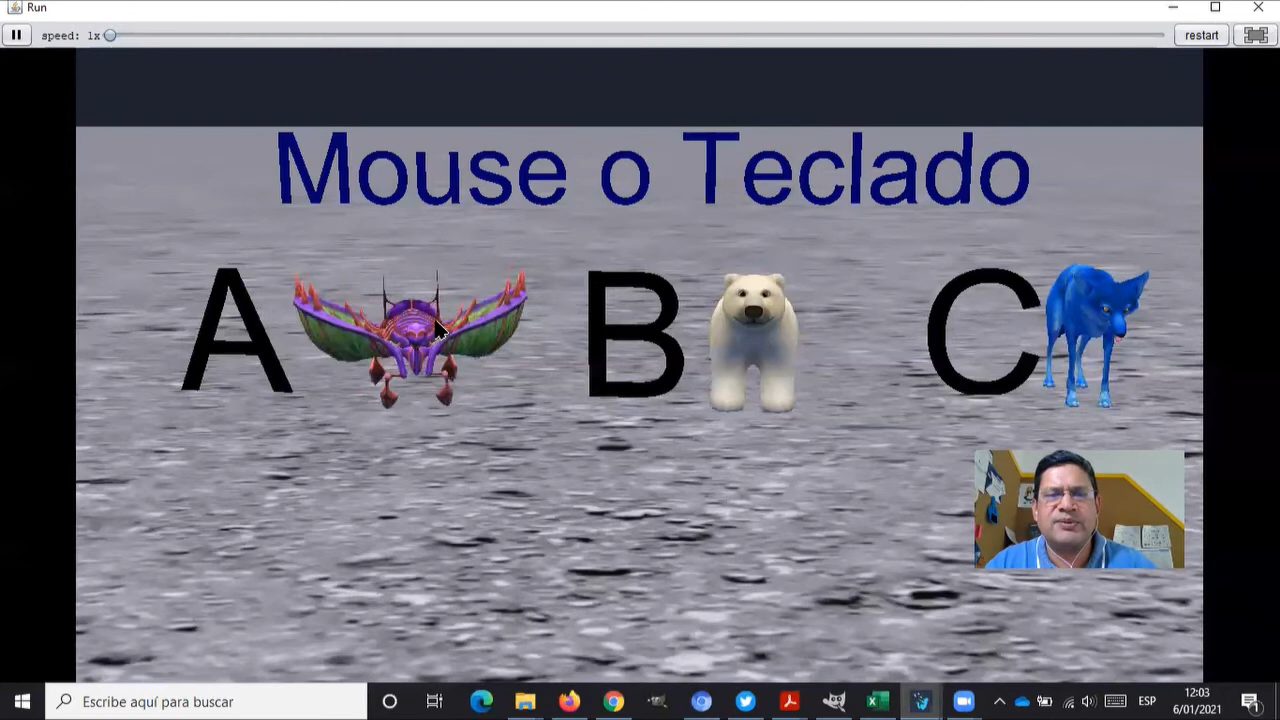 Run
speed: 1x
restart
Mouse o Teclado
A B C
Escribe aquí para buscar
ESP
12:03
6/01/2021